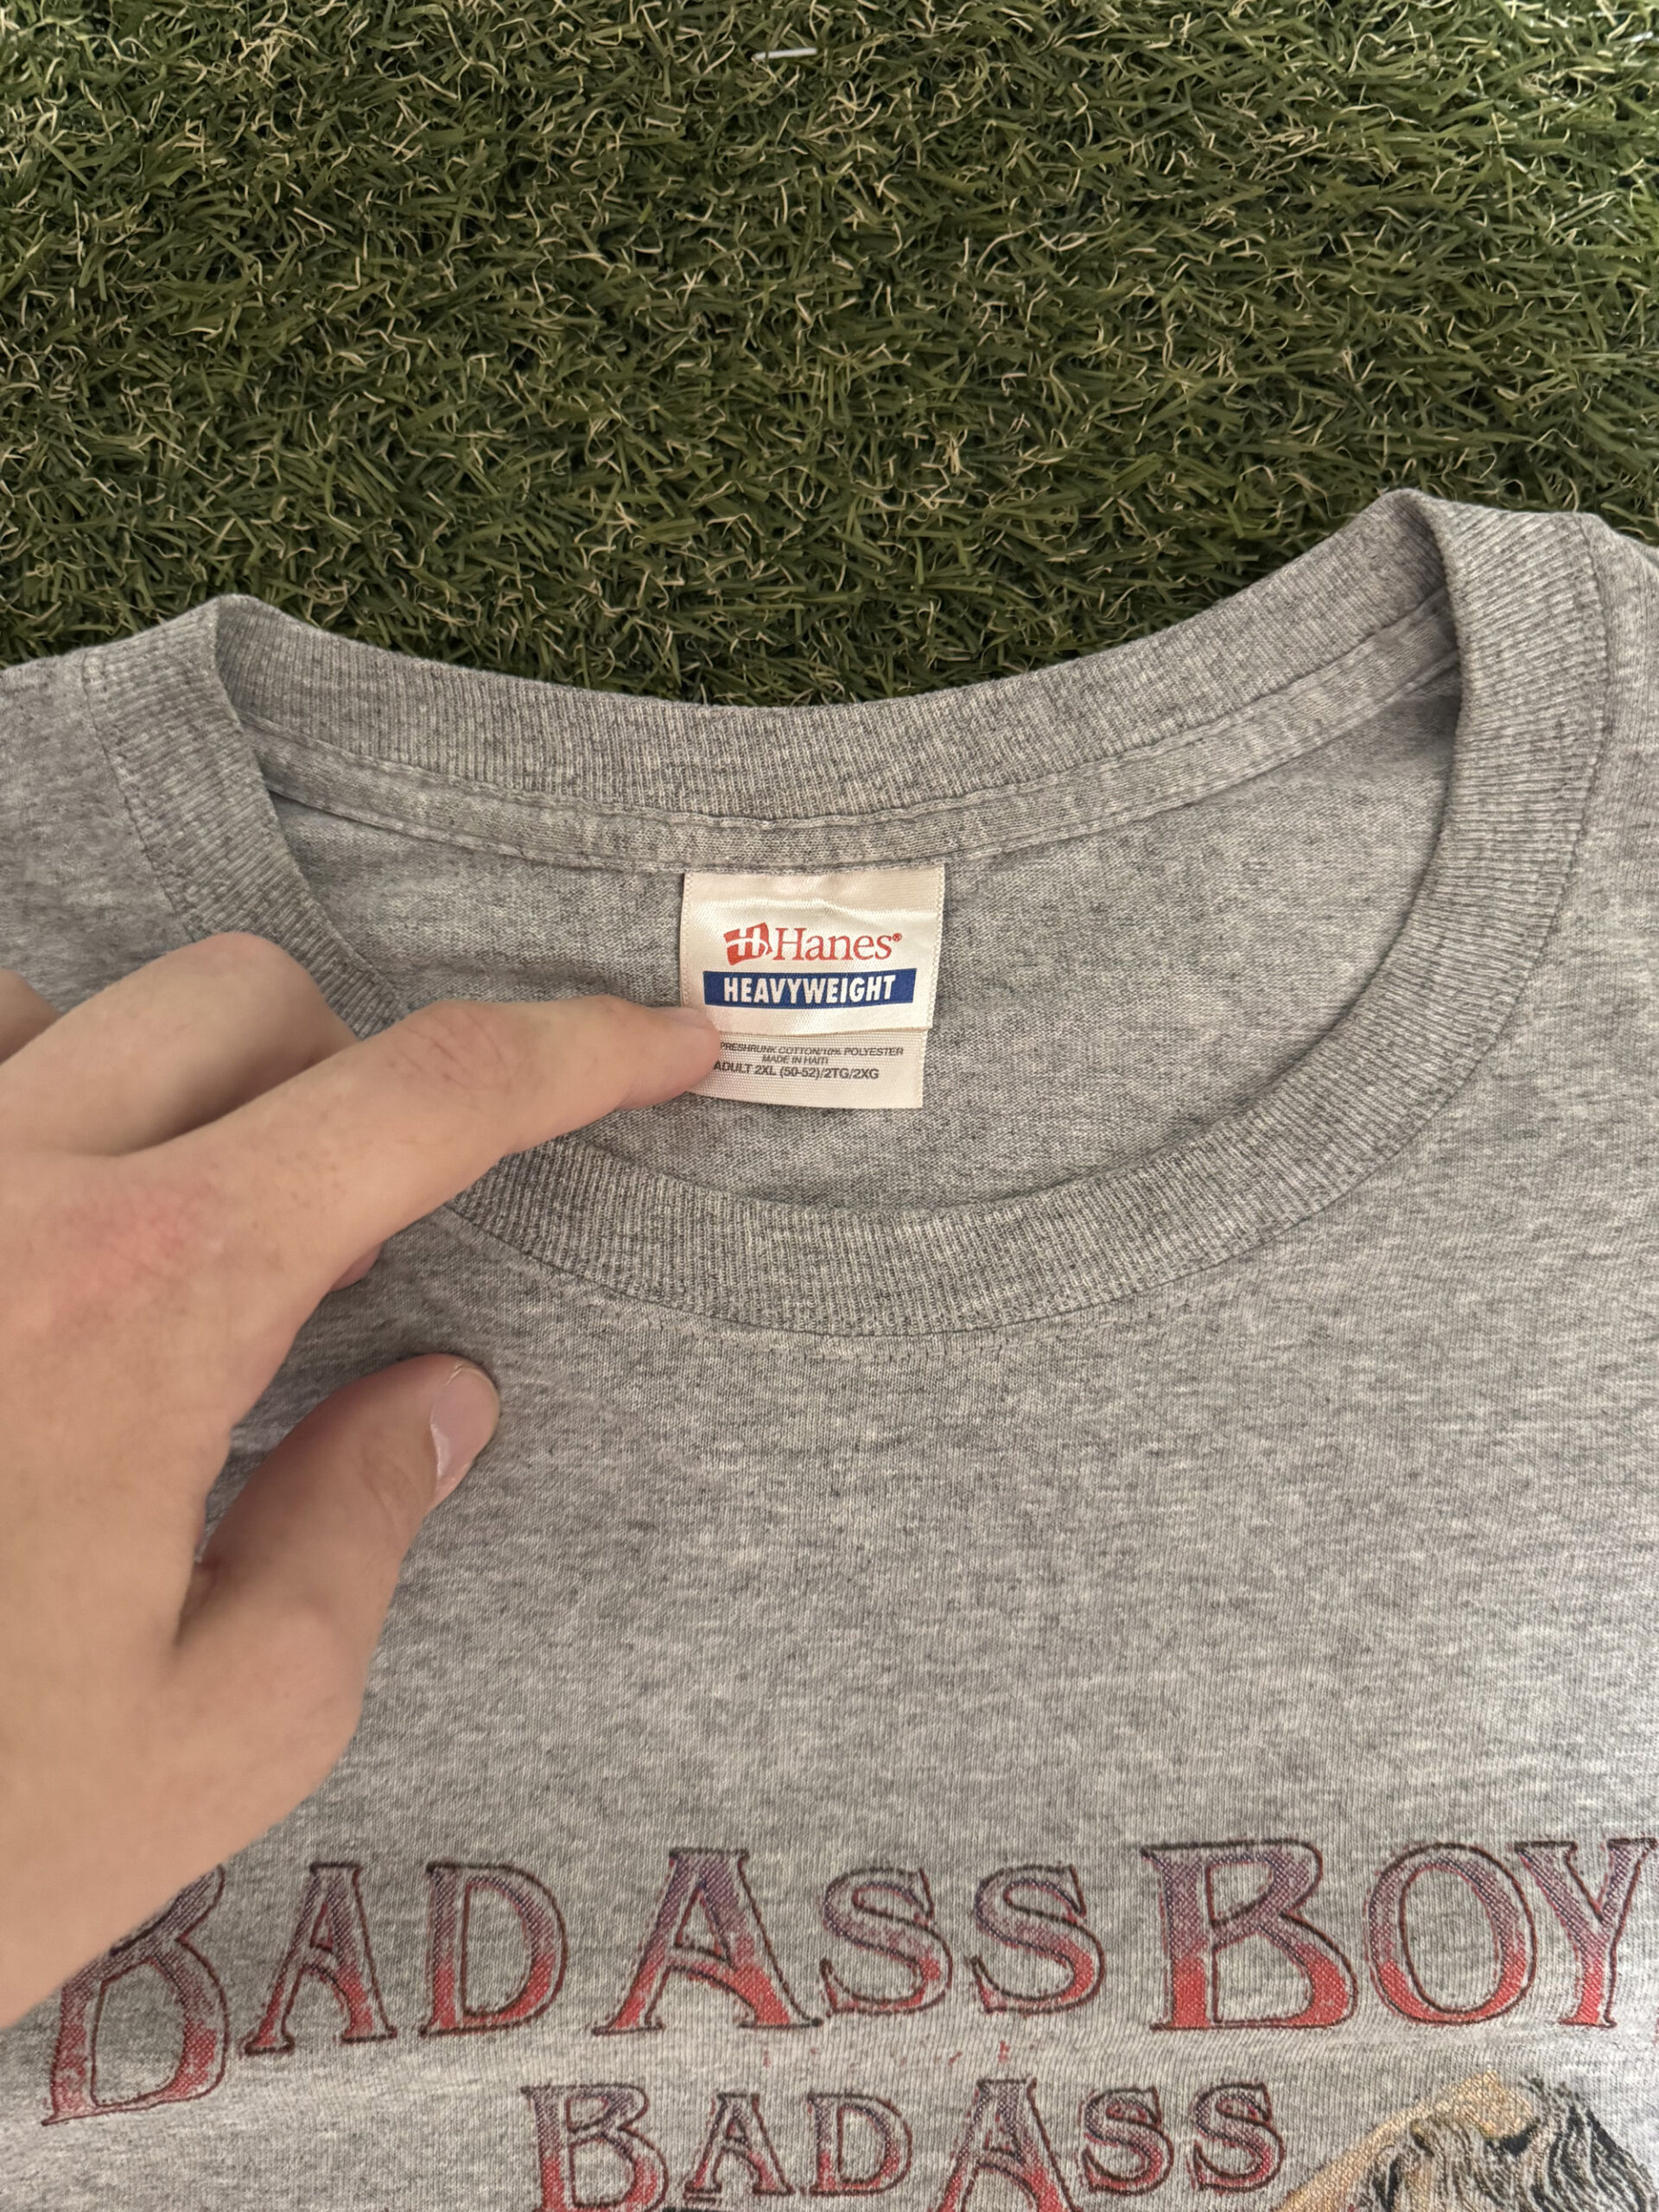 Hanes®
HEAVYWEIGHT
PRESHRUNK COTTON/10% POLYESTER
MADE IN HAITI
ADULT 2XL (50-52)/2TG/2XG
BAD ASS BOY
BAD ASS